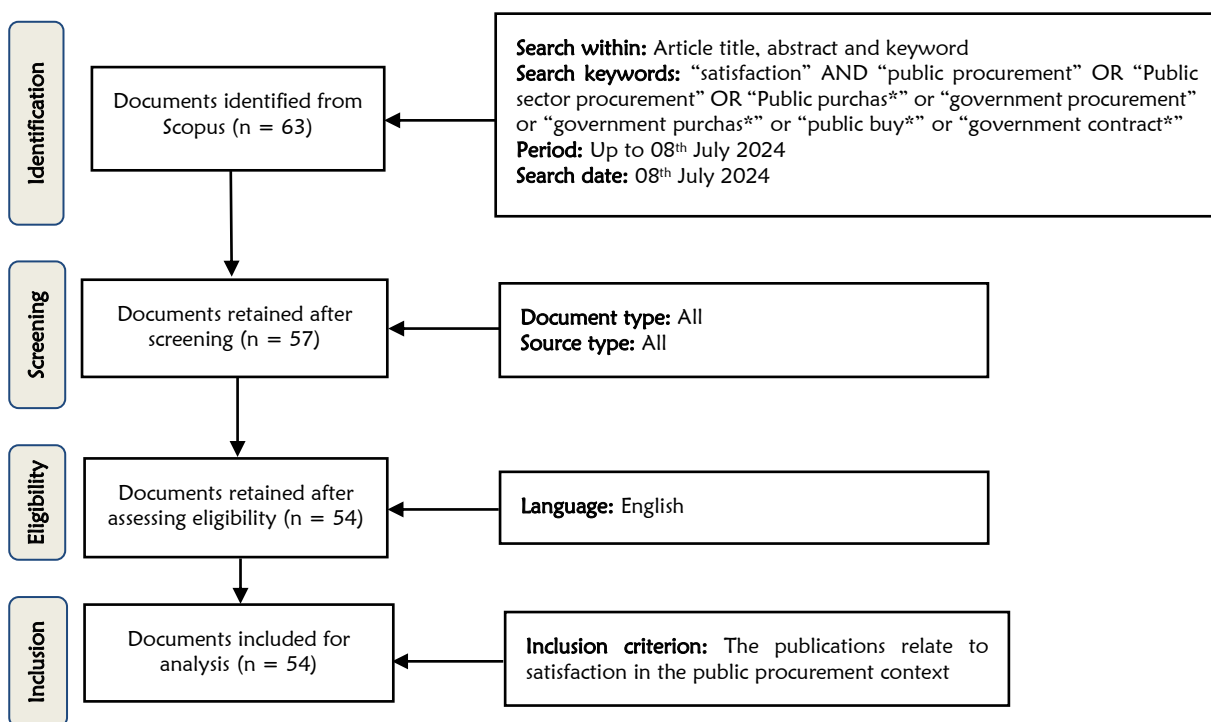 Identification
Documents identified from
Scopus (n = 63)
Search within: Article title, abstract and keyword
Search keywords: “satisfaction” AND “public procurement” OR “Public
sector procurement” OR “Public purchas*” or “government procurement”
or “government purchas*” or “public buy*” or “government contract*”
Period: Up to 08th July 2024
Search date: 08th July 2024
Screening
Documents retained after
screening (n = 57)
Document type: All
Source type: All
Eligibility
Documents retained after
assessing eligibility (n = 54)
Language: English
Inclusion
Documents included for
analysis (n = 54)
Inclusion criterion: The publications relate to
satisfaction in the public procurement context